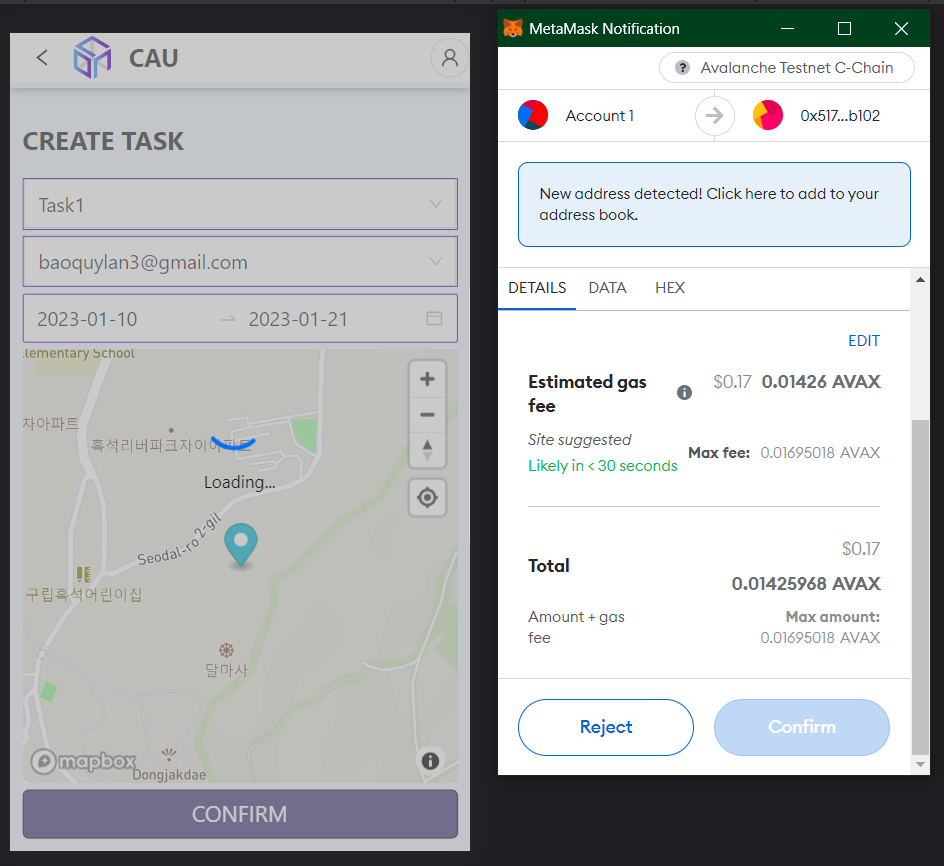 CAU
CREATE TASK
Task1
baoquylan3@gmail.com
2023-01-10 → 2023-01-21
lementary School
차아파트
흑석리버파크자이아파트
Loading...
Seodal-ro 2-gil
구립흑석어린이집
달마사
mapbox
Dongjakdae
CONFIRM
MetaMask Notification
? Avalanche Testnet C-Chain
Account 1
0x517...b102
New address detected! Click here to add to your
address book.
DETAILS DATA HEX
EDIT
Estimated gas
fee
$0.17 0.01426 AVAX
Site suggested
Likely in < 30 seconds
Max fee: 0.01695018 AVAX
Total
$0.17
0.01425968 AVAX
Amount + gas
fee
Max amount:
0.01695018 AVAX
Reject
Confirm